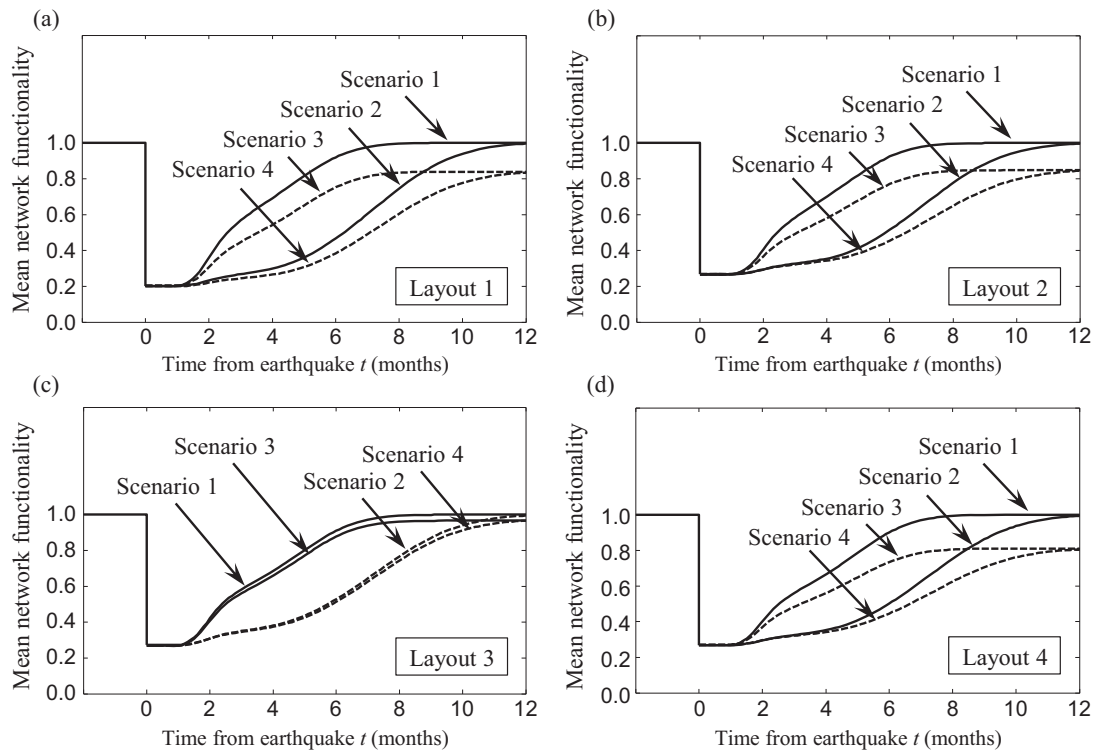 (a)
Mean network functionality
1.0
0.8
0.6
0.4
0.2
0.0
Scenario 1
Scenario 2
Scenario 3
Scenario 4
Layout 1
0 2 4 6 8 10 12
Time from earthquake t (months)
(b)
Mean network functionality
1.0
0.8
0.6
0.4
0.2
0.0
Scenario 1
Scenario 2
Scenario 3
Scenario 4
Layout 2
0 2 4 6 8 10 12
Time from earthquake t (months)
(c)
Mean network functionality
1.0
0.8
0.6
0.4
0.2
0.0
Scenario 3
Scenario 4
Scenario 1
Scenario 2
Layout 3
0 2 4 6 8 10 12
Time from earthquake t (months)
(d)
Mean network functionality
1.0
0.8
0.6
0.4
0.2
0.0
Scenario 1
Scenario 2
Scenario 3
Scenario 4
Layout 4
0 2 4 6 8 10 12
Time from earthquake t (months)